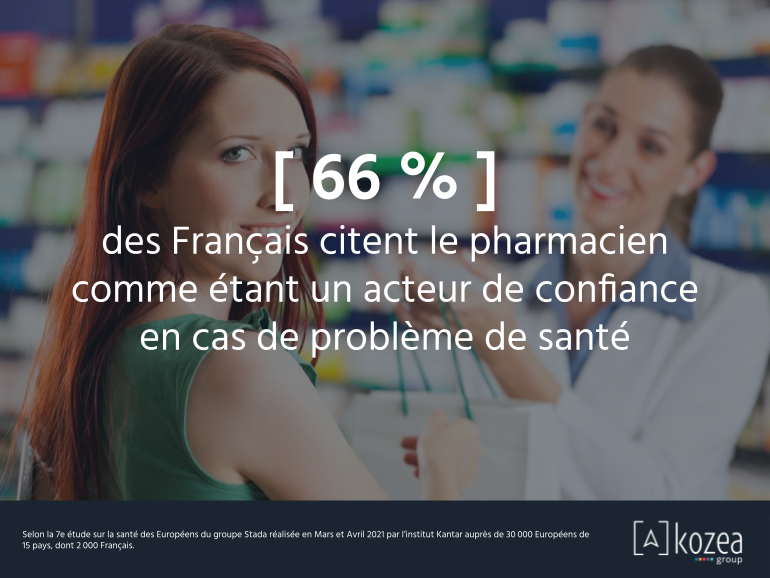 [ 66 % ]
des Français citent le pharmacien
comme étant un acteur de confiance
en cas de problème de santé
Selon la 7e étude sur la santé des Européens du groupe Stada réalisée en Mars et Avril 2021 par l'institut Kantar auprès de 30 000 Européens de
15 pays, dont 2 000 Français.
[A] kozea
group